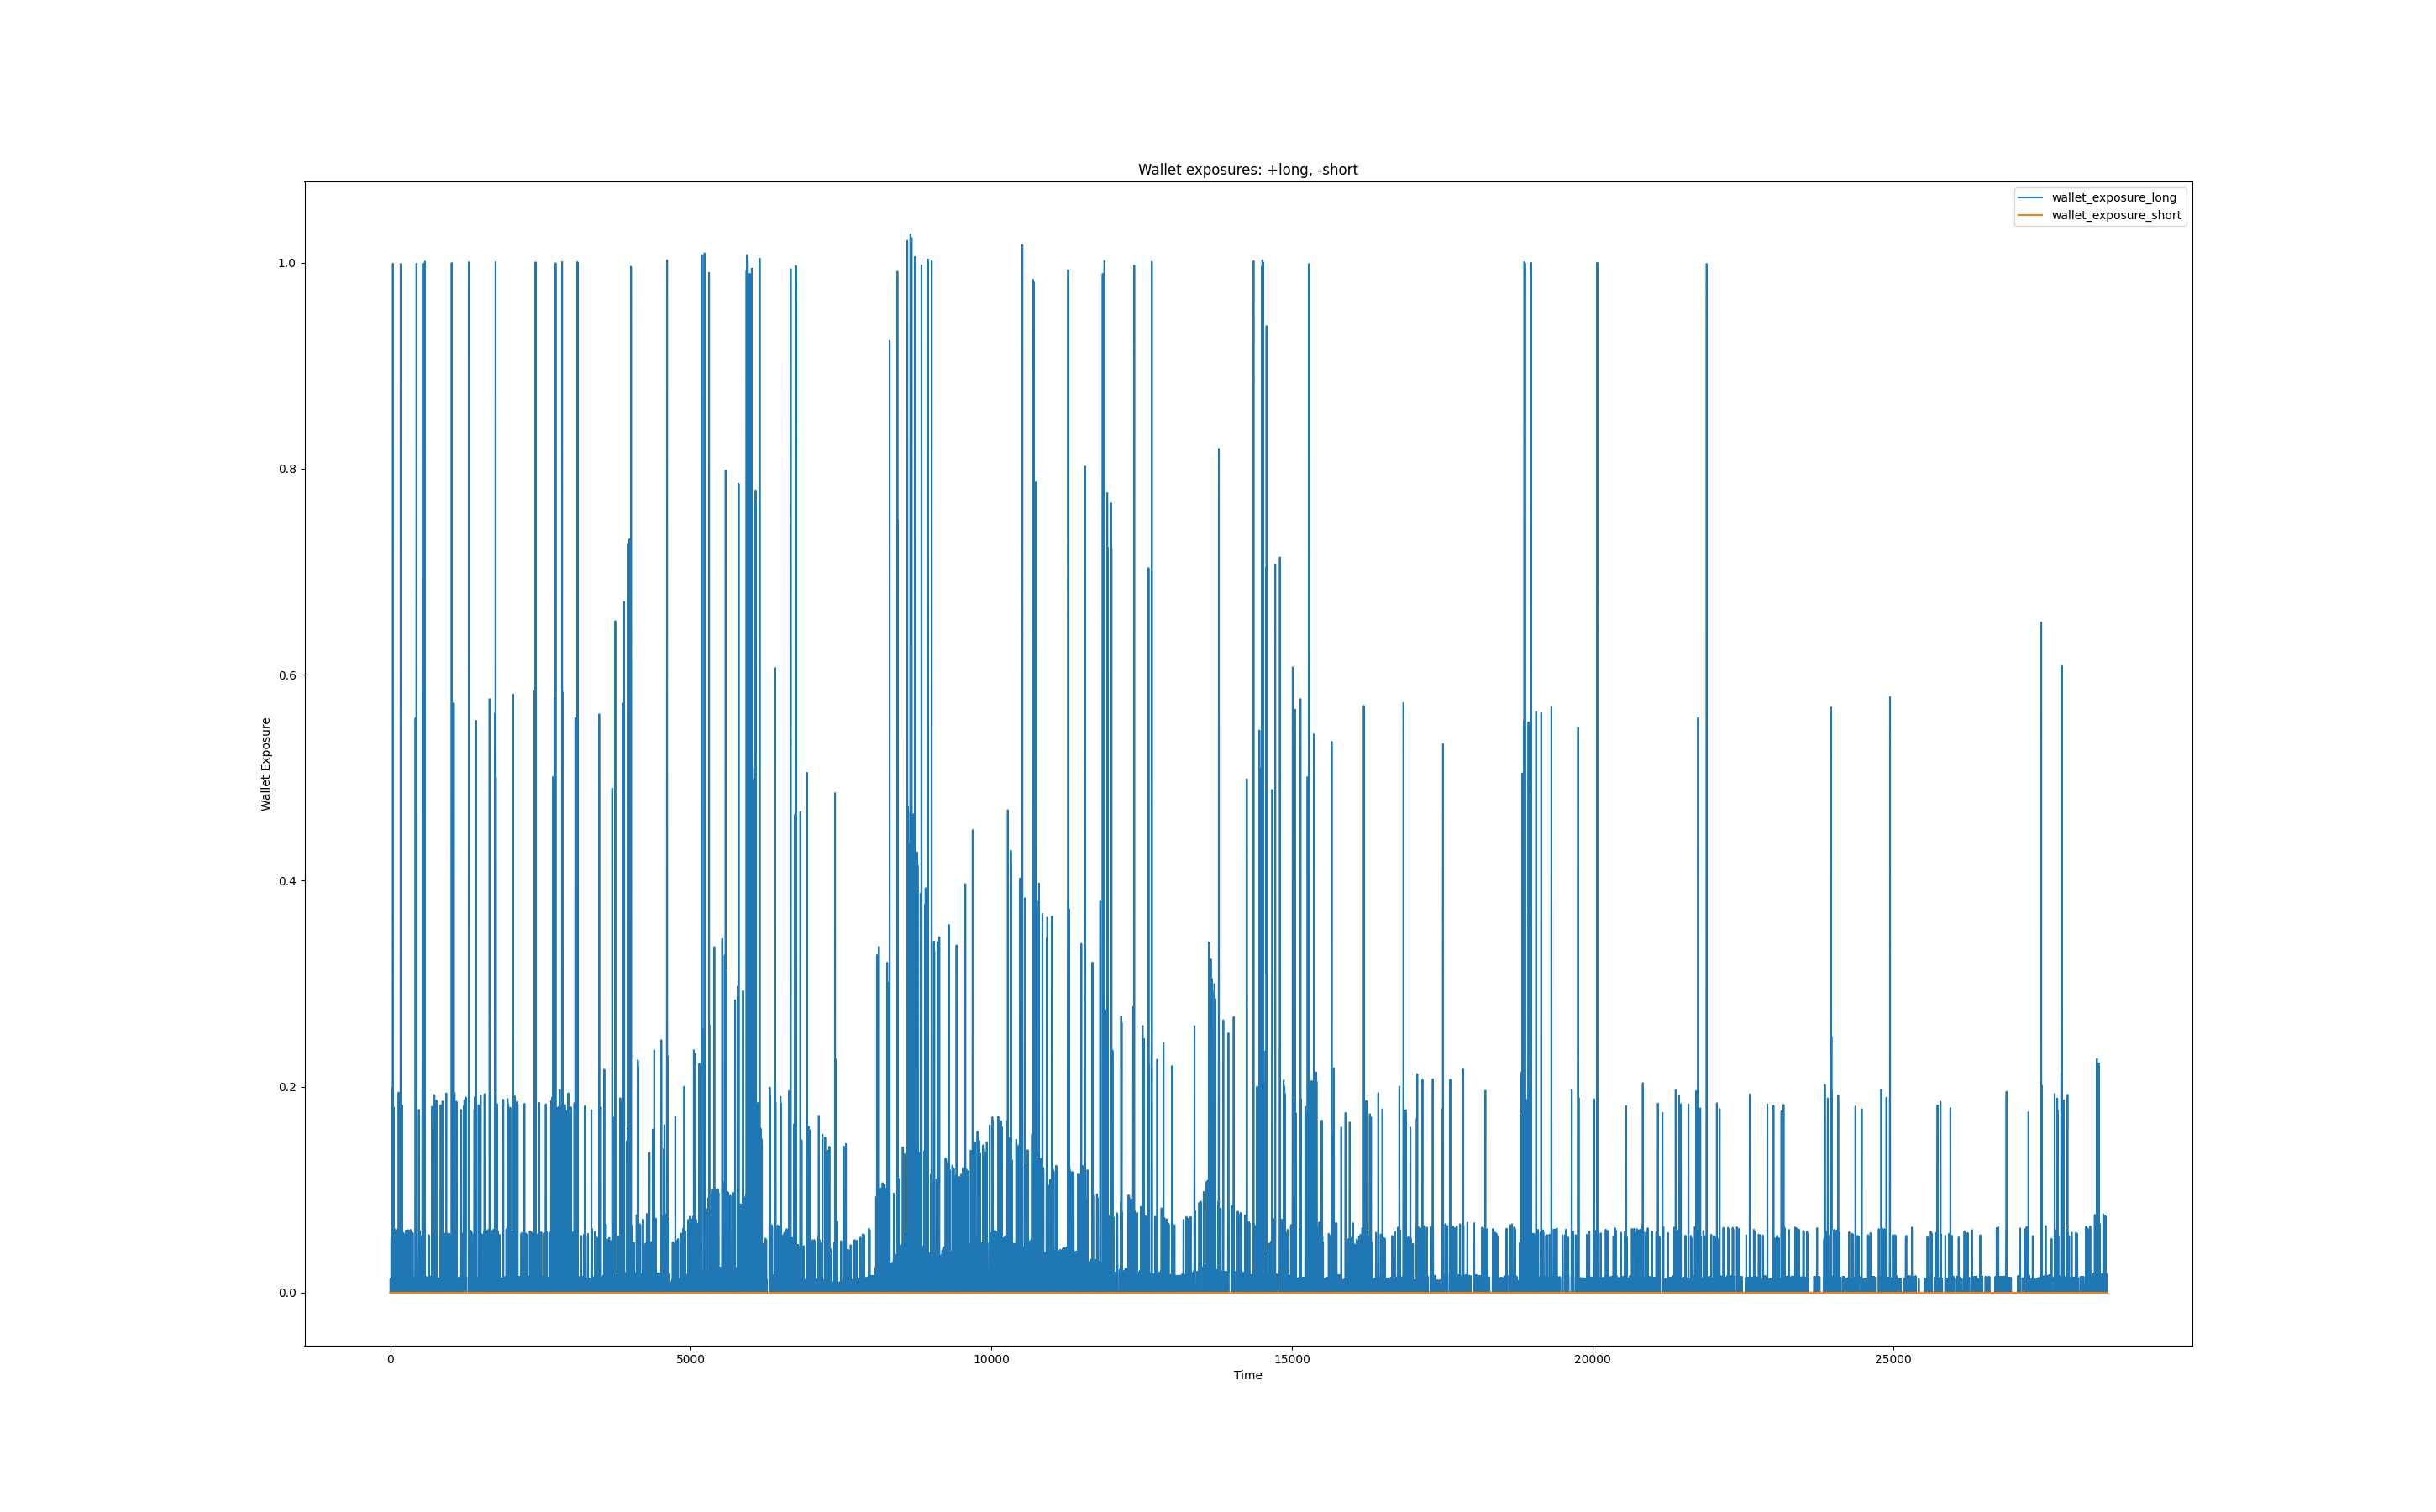 Wallet exposures: +long, -short
wallet_exposure_long
wallet_exposure_short
1.0
0.8
0.6
0.4
0.2
0.0
Wallet Exposure
0
5000
10000
15000
20000
25000
Time